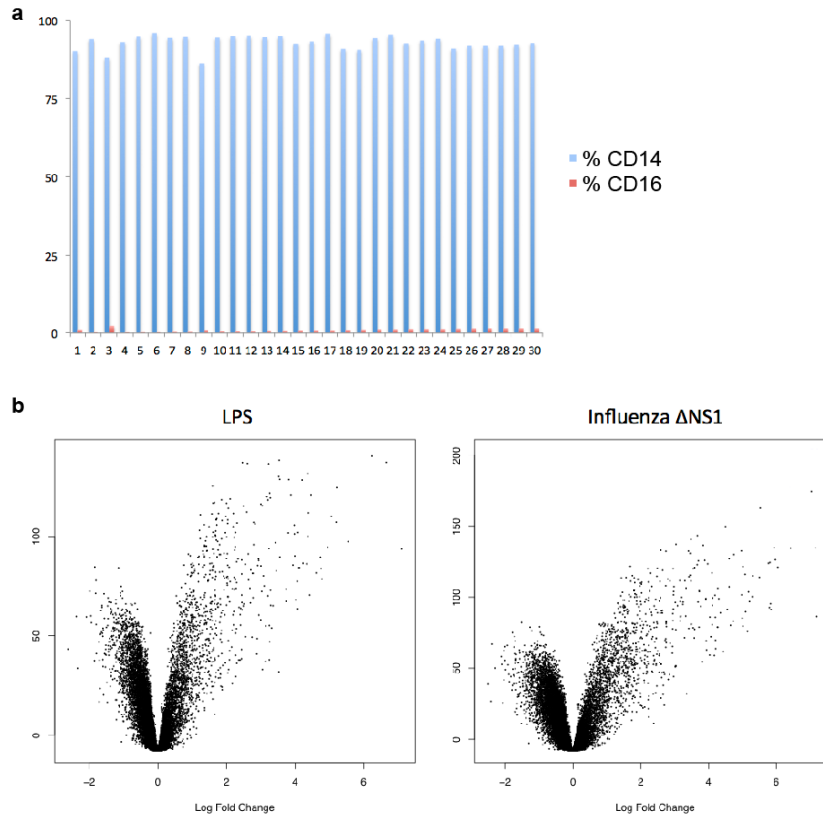 a
100
75
50
25
0
1 2 3 4 5 6 7 8 9 10 11 12 13 14 15 16 17 18 19 20 21 22 23 24 25 26 27 28 29 30
% CD14
% CD16
b
LPS
100
50
0
−2 0 2 4 6
Log Fold Change
Influenza ΔNS1
200
150
100
50
0
−2 0 2 4 6
Log Fold Change